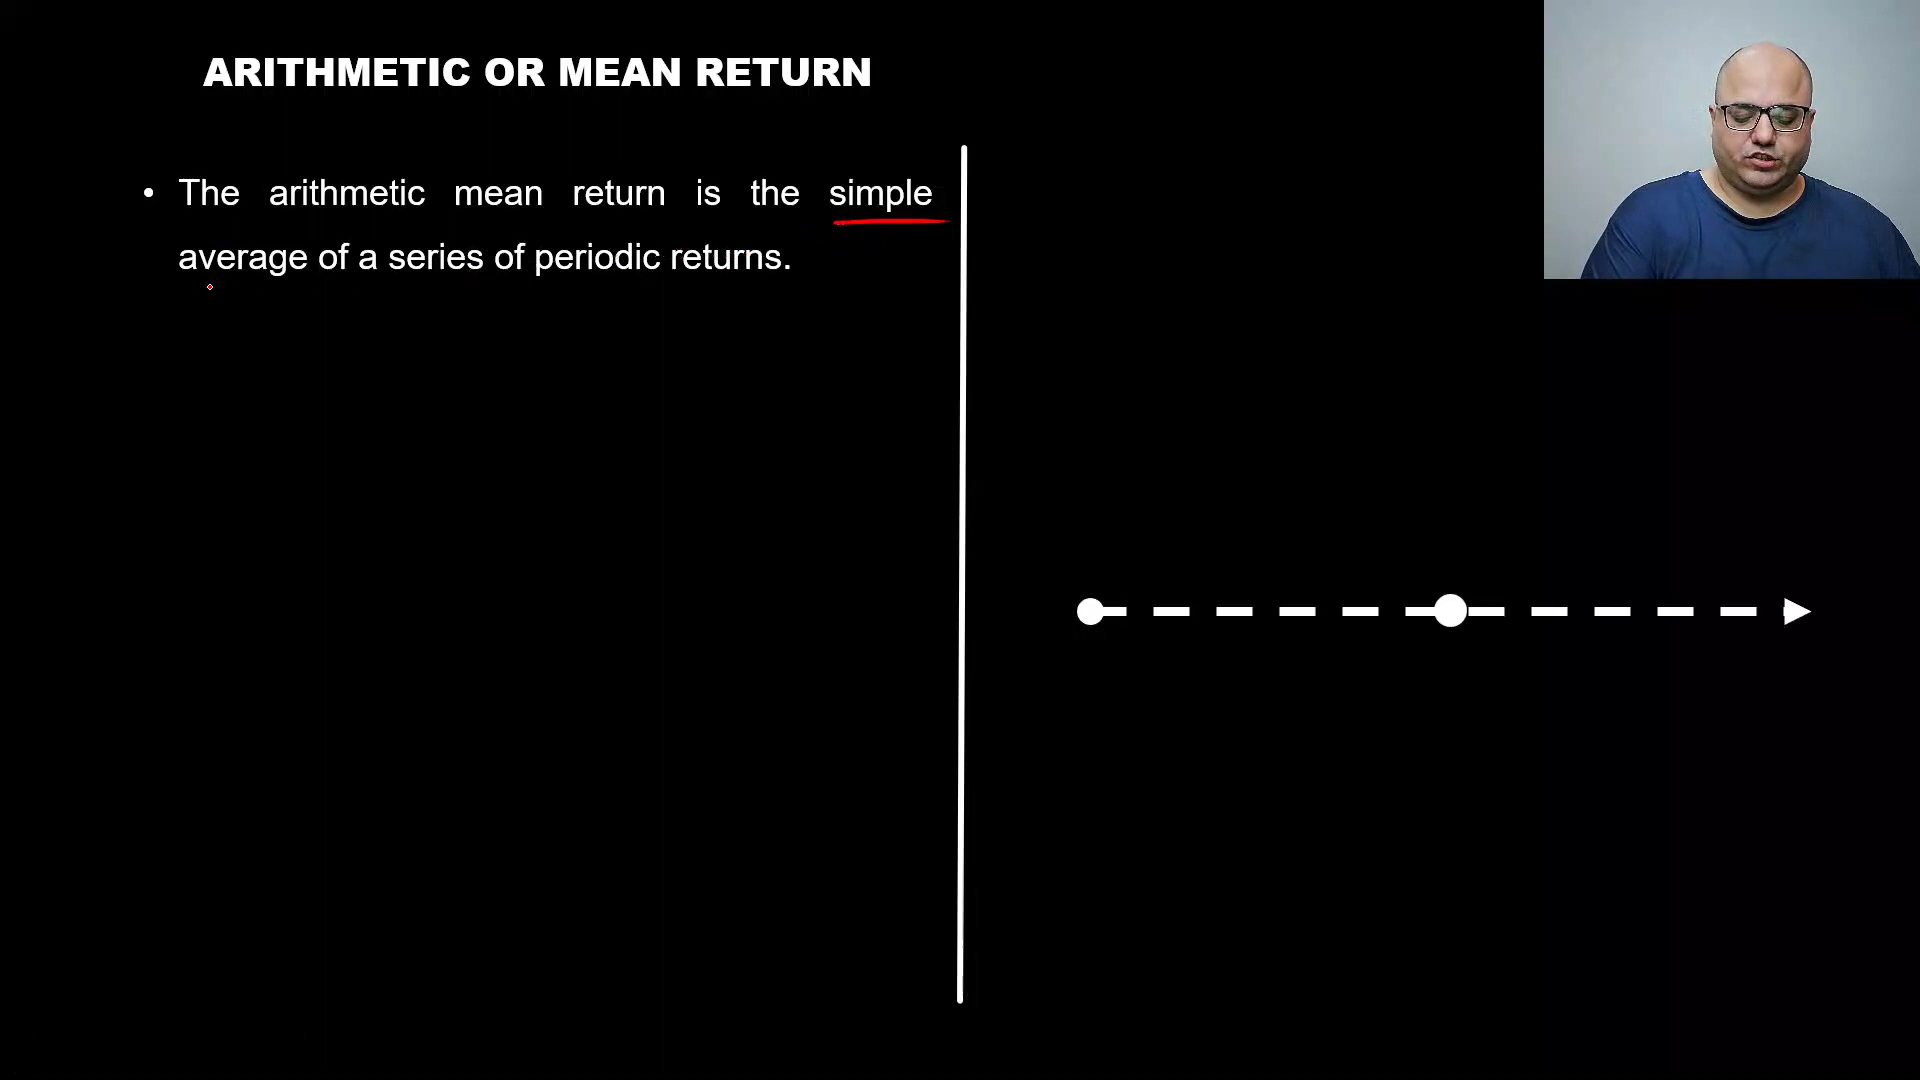 ARITHMETIC OR MEAN RETURN
• The arithmetic mean return is the simple
average of a series of periodic returns.